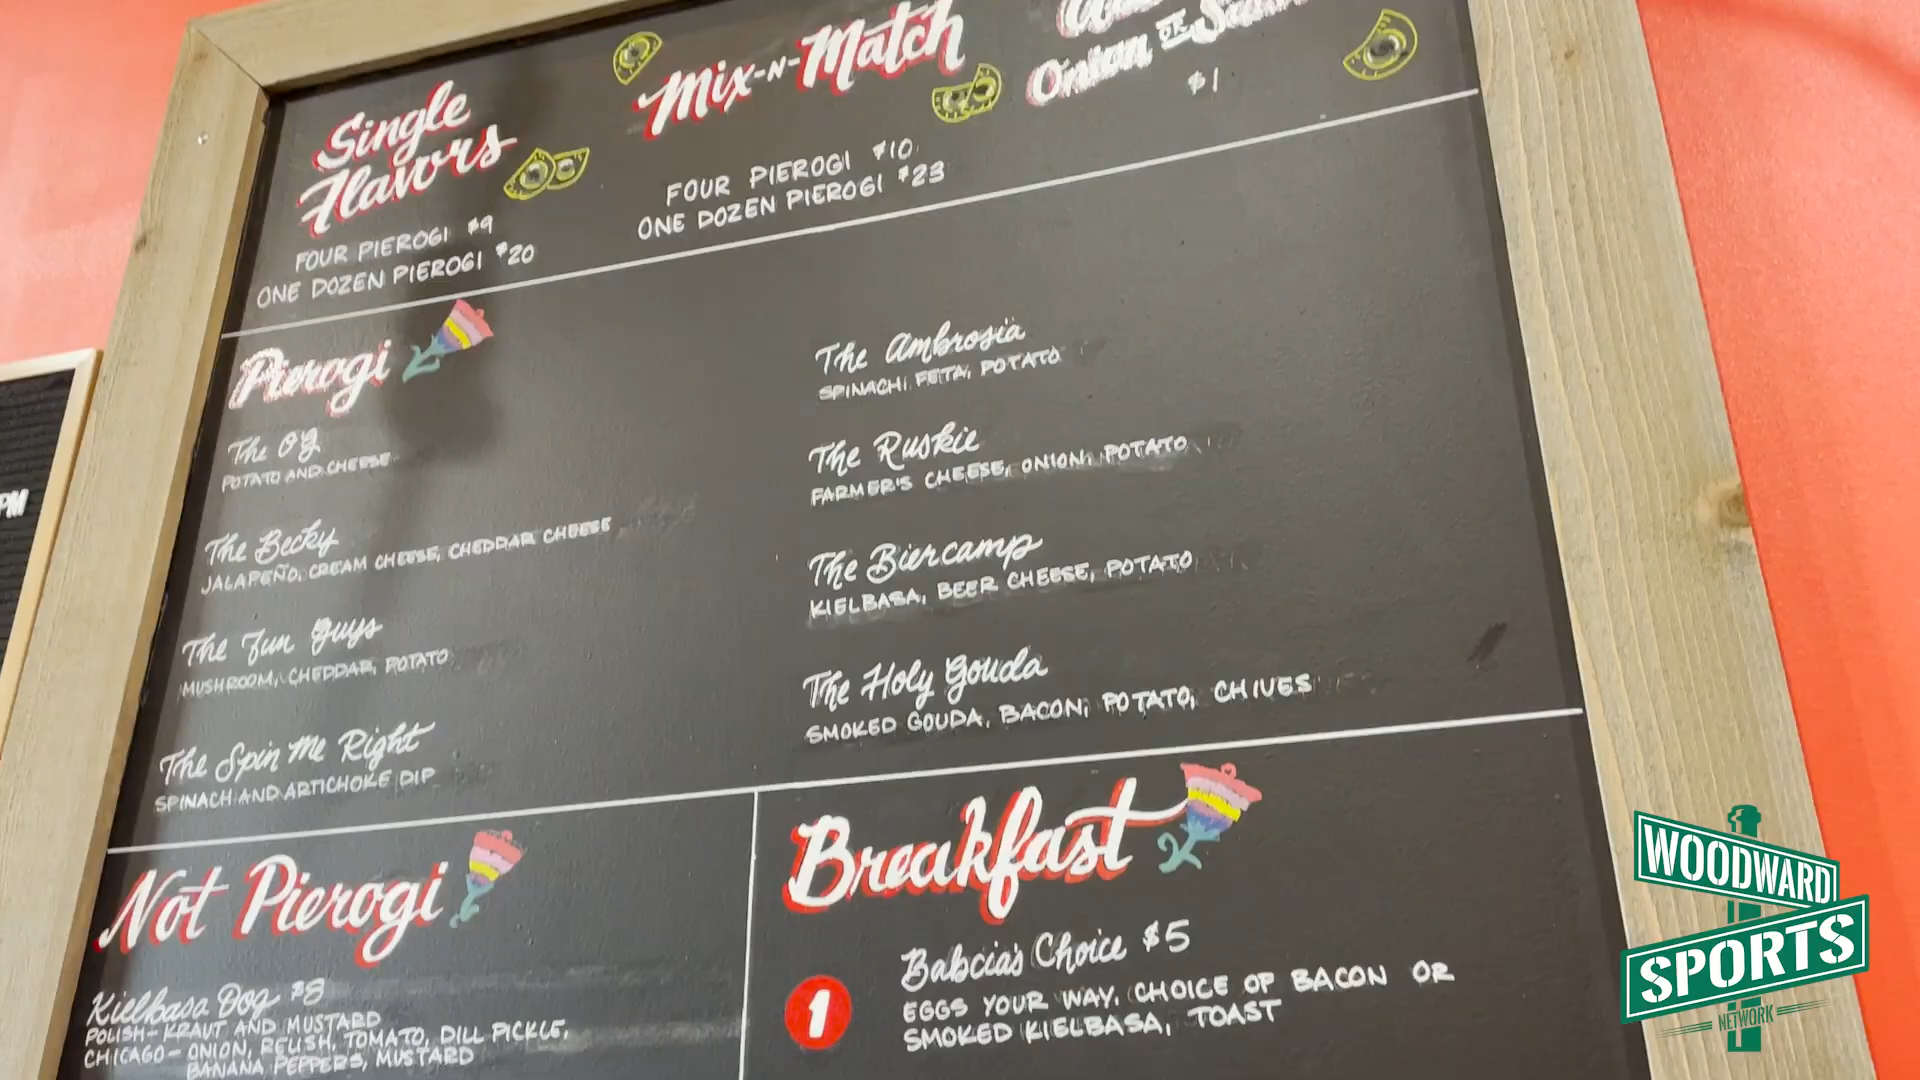 Single
Flavors
FOUR PIEROGI $9
ONE DOZEN PIEROGI $20
Mix-N-Match
FOUR PIEROGI $10
ONE DOZEN PIEROGI $23
Onion OR
$1
Pierogi
The OG
POTATO AND CHEESE
The Becky
JALAPEÑO, CREAM CHEESE, CHEDDAR CHEESE
The Fun Guys
MUSHROOM, CHEDDAR, POTATO
The Spin Me Right
SPINACH AND ARTICHOKE DIP
The Ambrosia
SPINACH, FETA, POTATO
The Ruskie
FARMER'S CHEESE, ONION, POTATO
The Biercamp
KIELBASA, BEER CHEESE, POTATO
The Holy Gouda
SMOKED GOUDA, BACON, POTATO, CHIVES
Not Pierogi
Kielbasa Dog $8
POLISH - KRAUT AND MUSTARD
CHICAGO - ONION, RELISH, TOMATO, DILL PICKLE,
BANANA PEPPERS, MUSTARD
Breakfast
1
Babcia's Choice $5
EGGS YOUR WAY, CHOICE OF BACON OR
SMOKED KIELBASA, TOAST
PM
WOODWARD
SPORTS
NETWORK